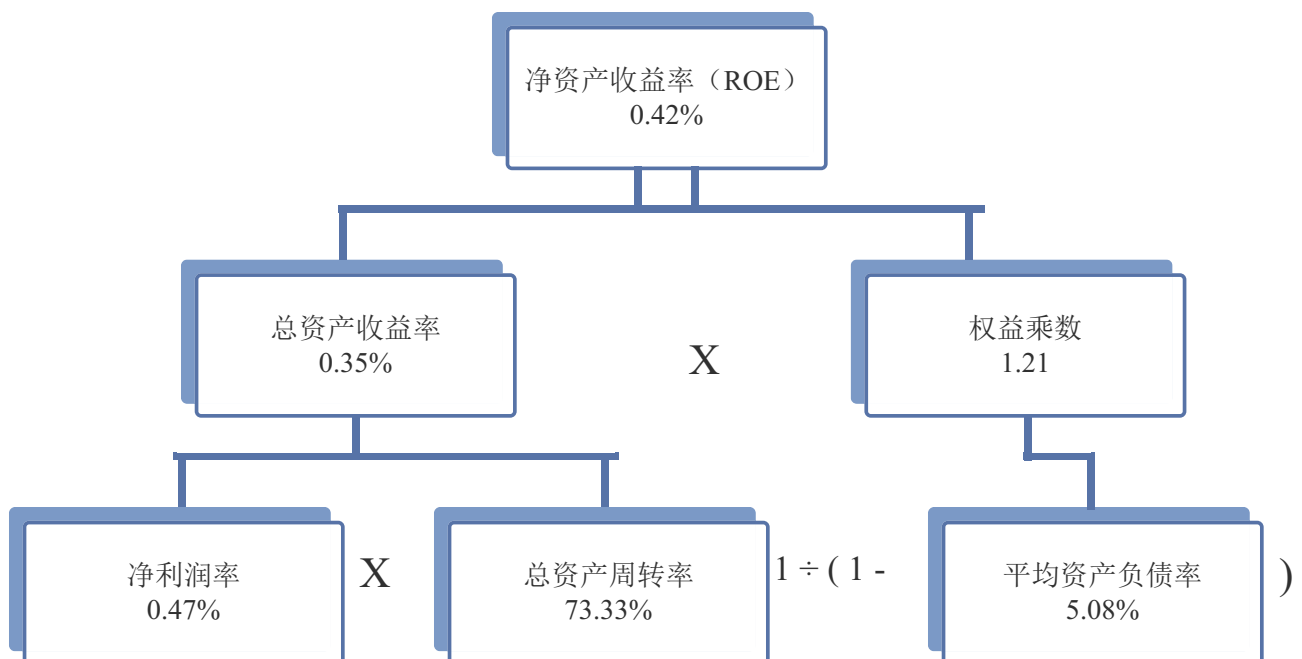 净资产收益率（ROE）
0.42%
总资产收益率
0.35%
X
权益乘数
1.21
净利润率
0.47%
X
总资产周转率
73.33%
1 ÷ ( 1 -
平均资产负债率
5.08%
)